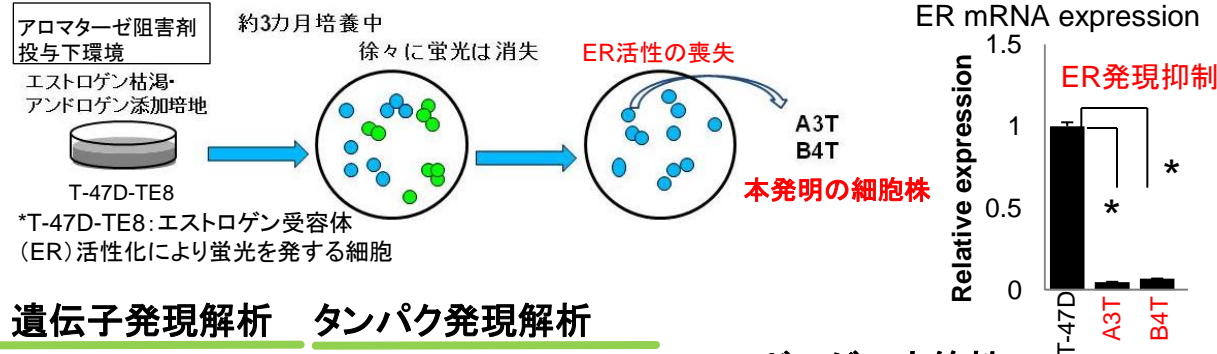 アロマターゼ阻害剤
投与下環境
エストロゲン枯渇・
アンドロゲン添加培地
T-47D-TE8
*T-47D-TE8：エストロゲン受容体
（ER）活性化により蛍光を発する細胞
約3カ月培養中
徐々に蛍光は消失
ER活性の喪失
A3T
B4T
本発明の細胞株
ER mRNA expression
ER発現抑制
Relative expression
1.5
1
0.5
0
*
*
T-47D
A3T
B4T
遺伝子発現解析
タンパク発現解析